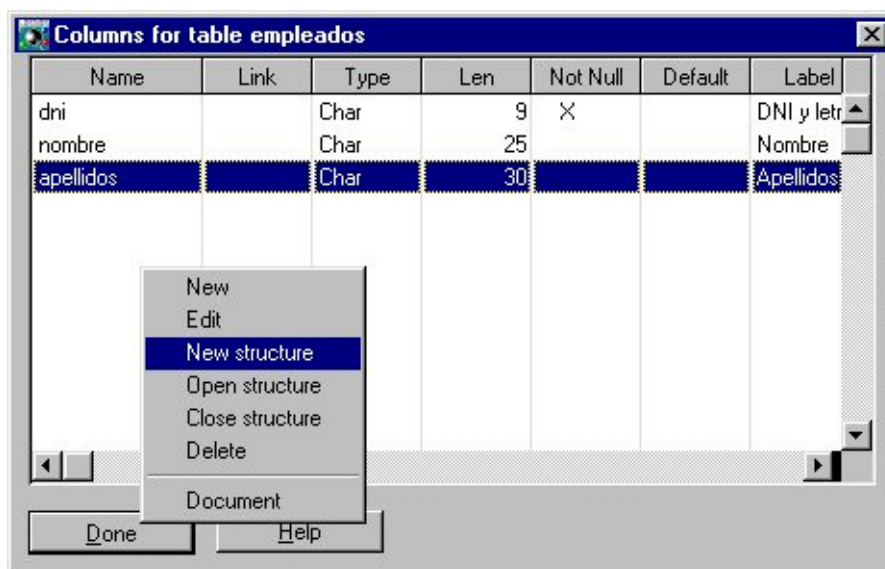 Columns for table empleados
Name Link Type Len Not Null Default Label
dni Char 9 X DNI y letr
nombre Char 25 Nombre
apellidos Char 30 Apellidos
New
Edit
New structure
Open structure
Close structure
Delete
Document
Done Help